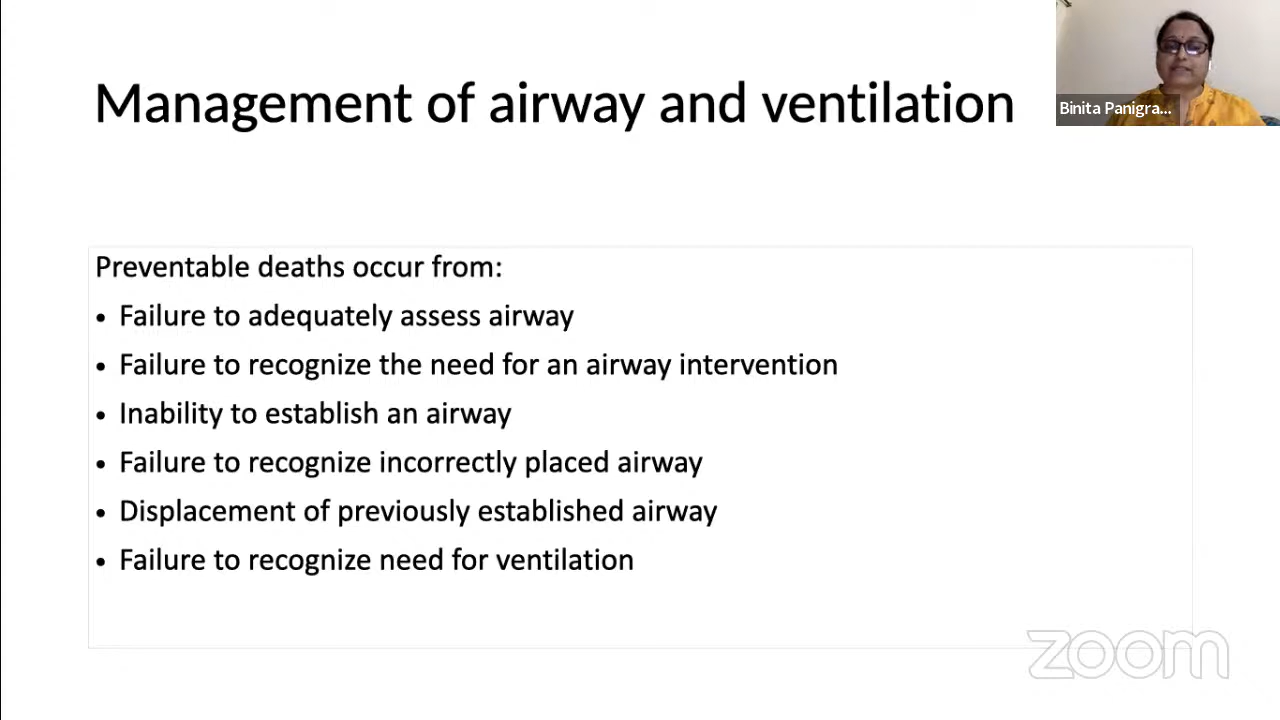 Management of airway and ventilation
Binita Panigra...
Preventable deaths occur from:
• Failure to adequately assess airway
• Failure to recognize the need for an airway intervention
• Inability to establish an airway
• Failure to recognize incorrectly placed airway
• Displacement of previously established airway
• Failure to recognize need for ventilation
zoom